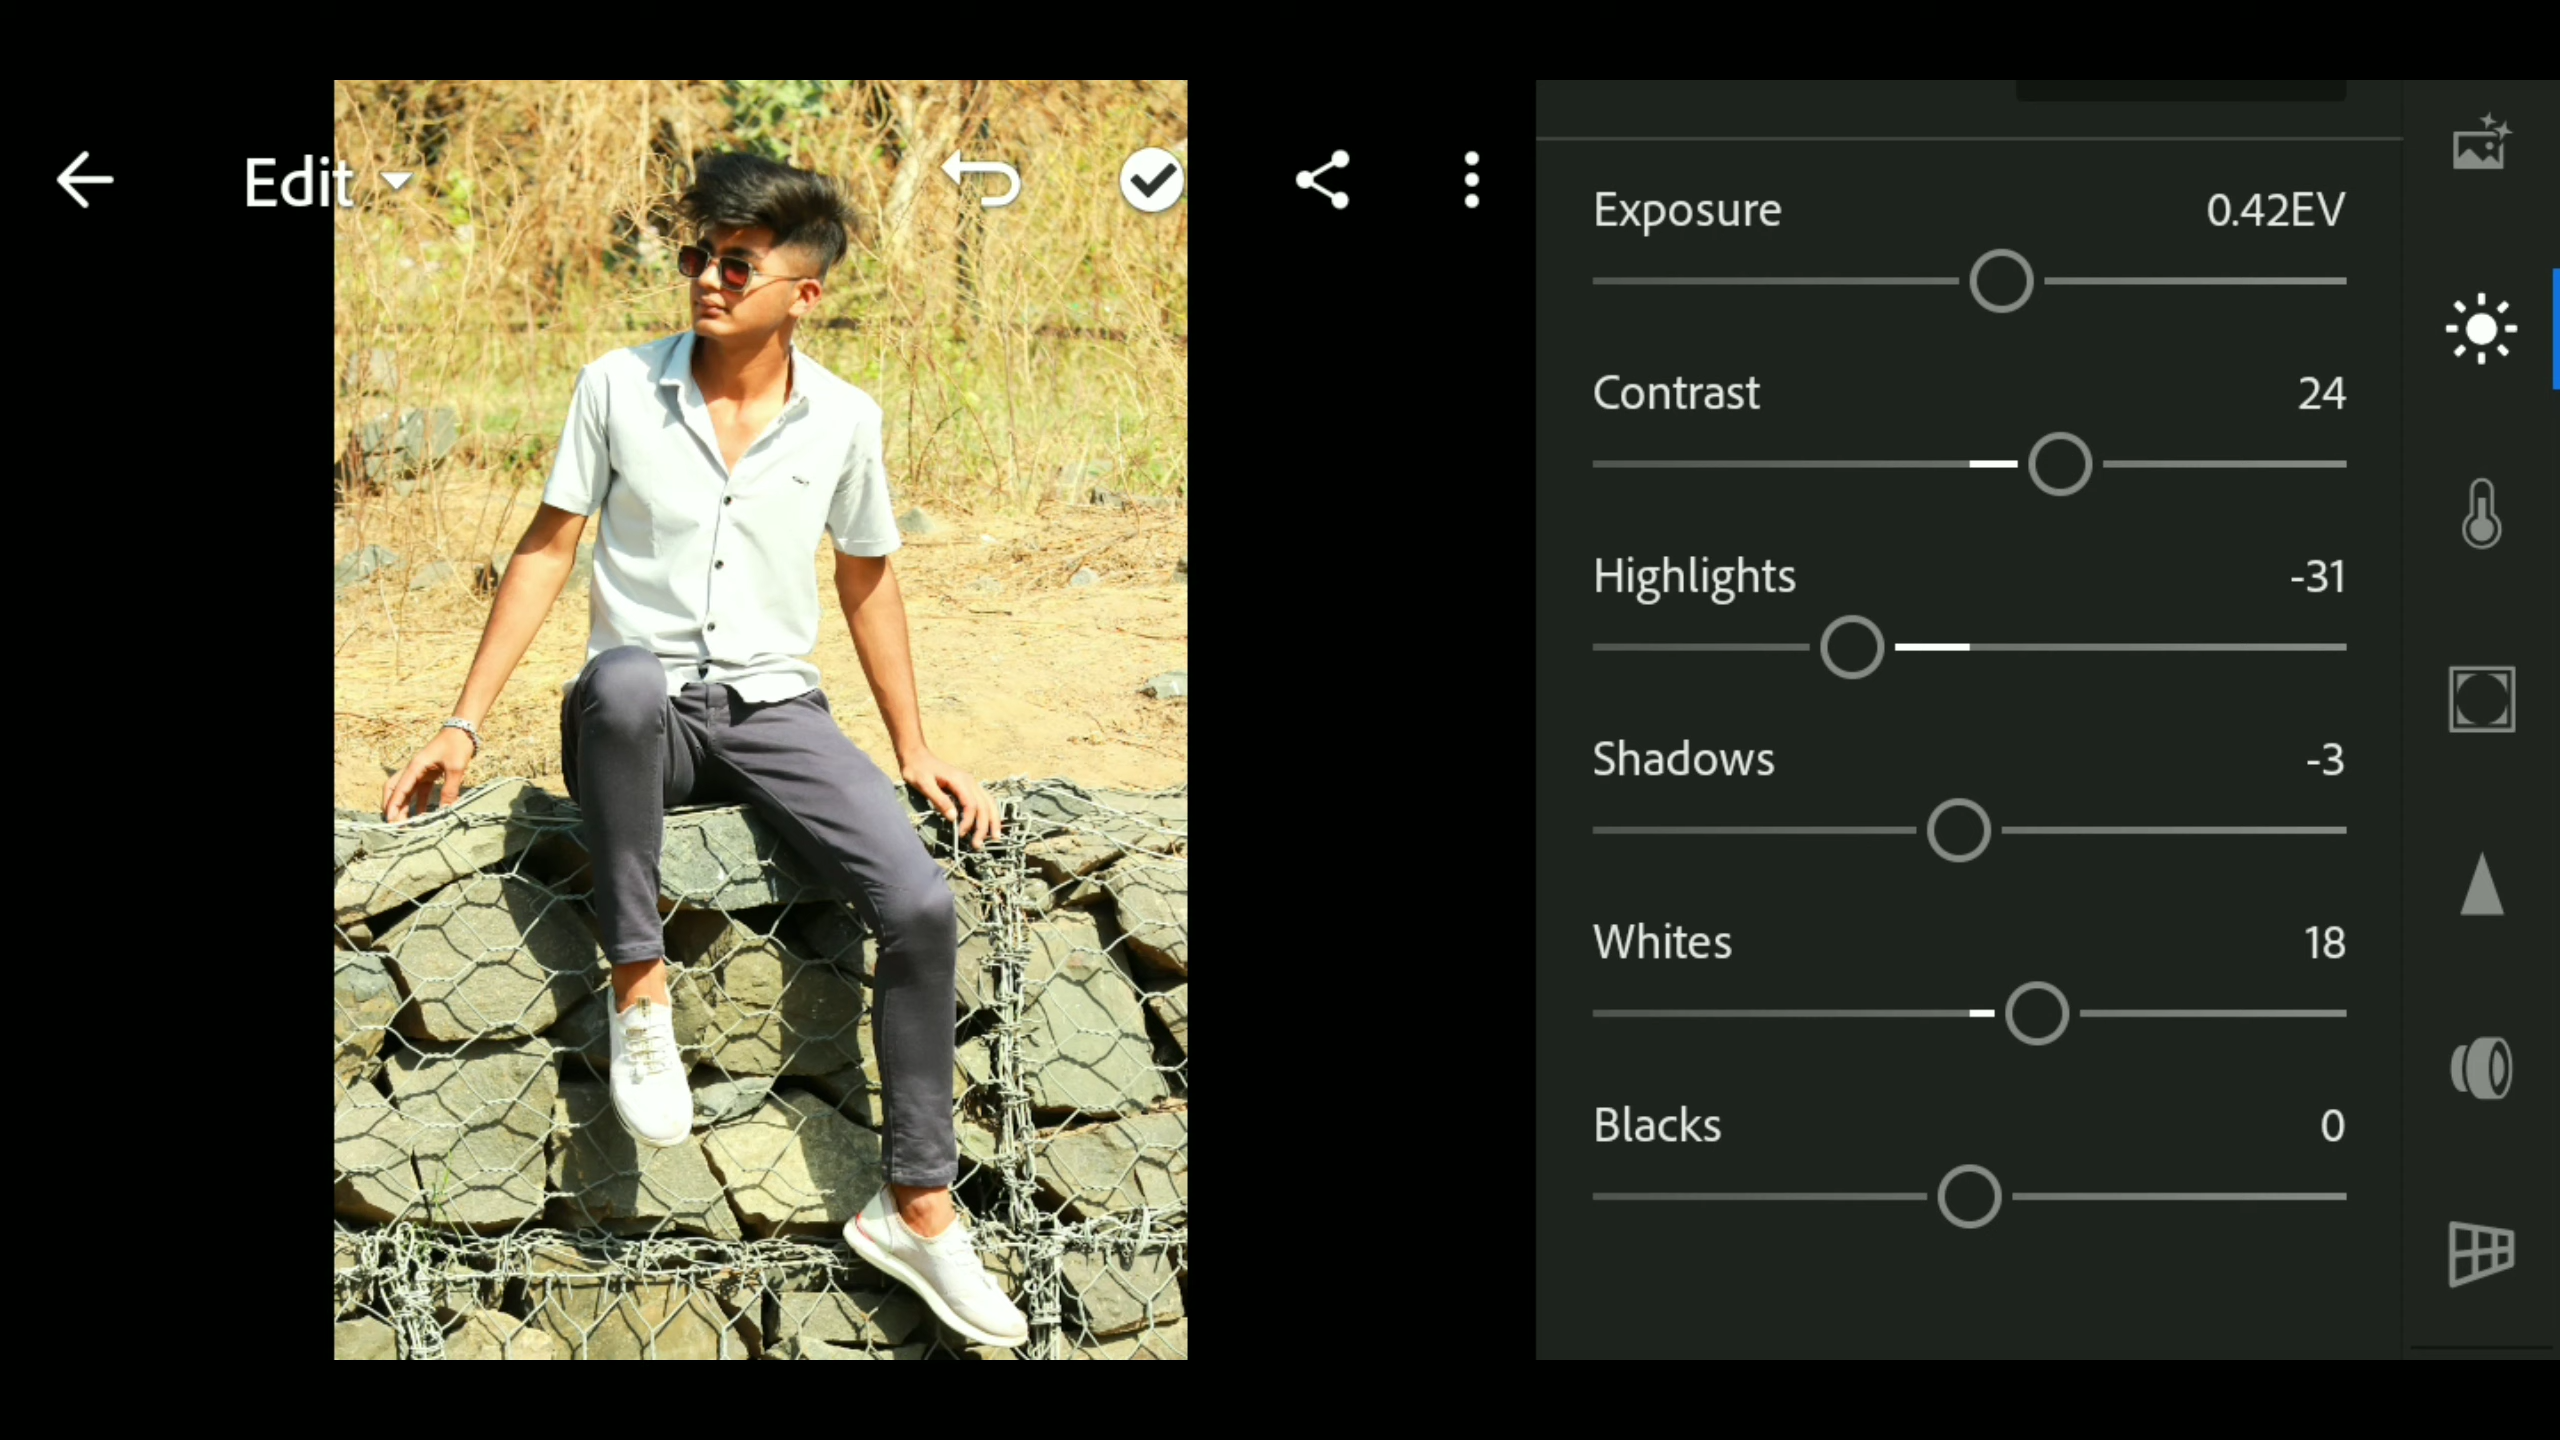 Edit
Exposure 0.42EV
Contrast 24
Highlights -31
Shadows -3
Whites 18
Blacks 0